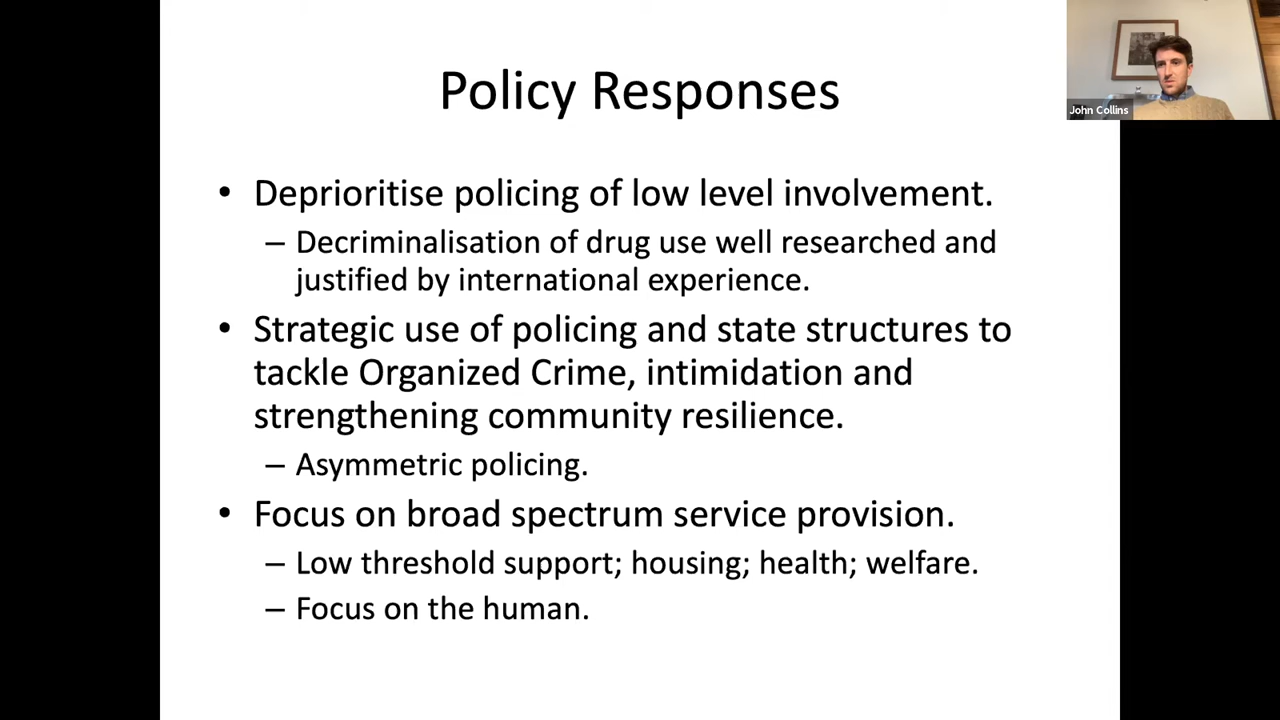 John Collins
Policy Responses
• Deprioritise policing of low level involvement.
– Decriminalisation of drug use well researched and
justified by international experience.
• Strategic use of policing and state structures to
tackle Organized Crime, intimidation and
strengthening community resilience.
– Asymmetric policing.
• Focus on broad spectrum service provision.
– Low threshold support; housing; health; welfare.
– Focus on the human.